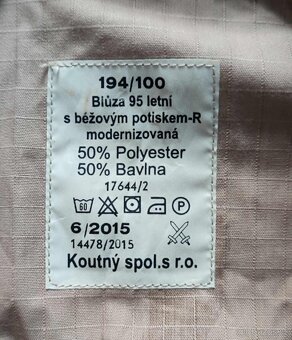 194/100
Blůza 95 letní
s béžovým potiskem-R
modernizovaná
50% Polyester
50% Bavlna
17644/2
60 P
6/2015
14478/2015
Koutný spol.s r.o.